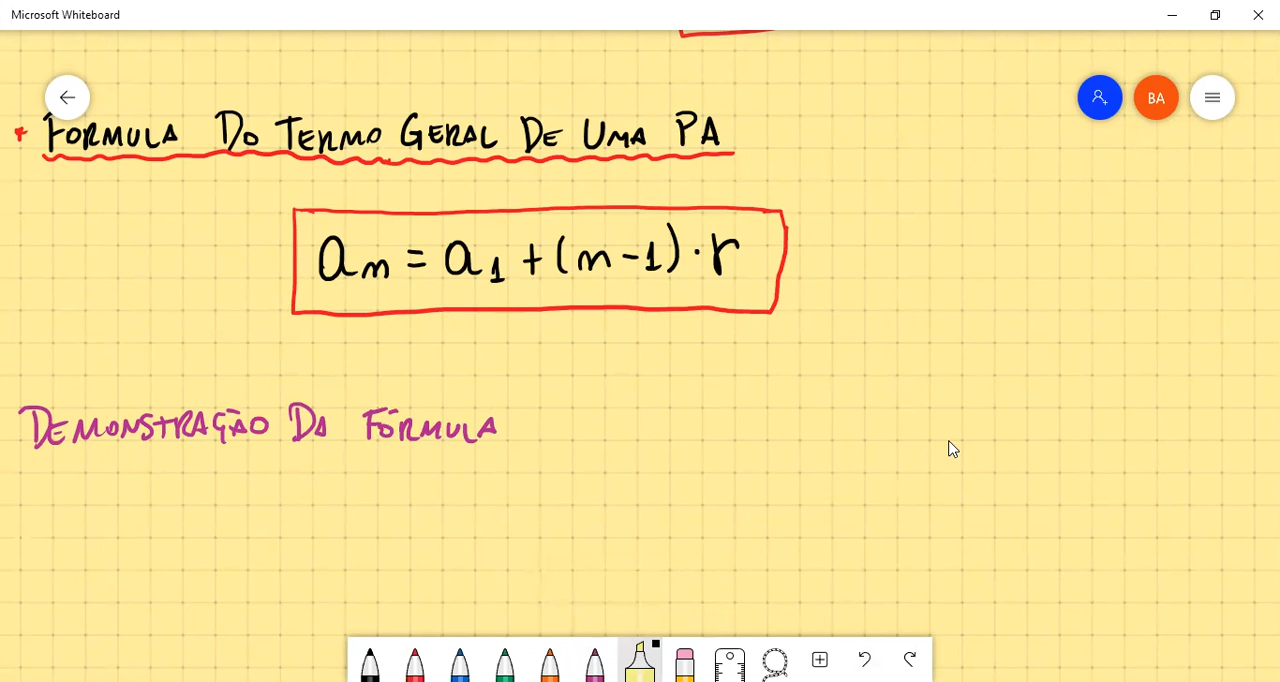 Microsoft Whiteboard
FORMULA DO TERMO GERAL DE UMA PA
BA
an = a1 + (n-1) · r
DEMONSTRAÇÃO DA FÓRMULA